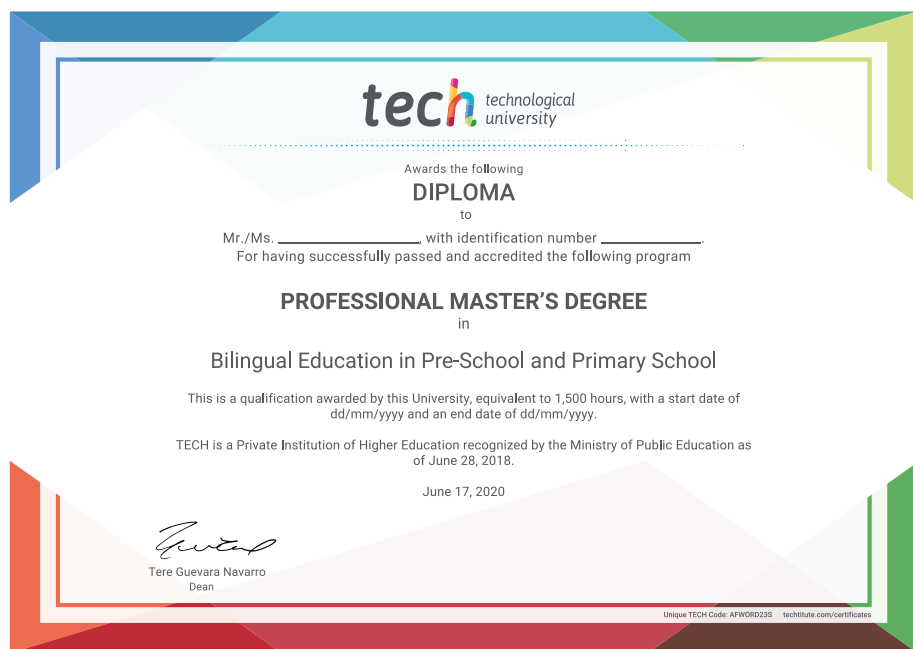 tech technological
university
Awards the following
DIPLOMA
to
Mr./Ms. ____________________, with identification number ______________.
For having successfully passed and accredited the following program
PROFESSIONAL MASTER'S DEGREE
in
Bilingual Education in Pre-School and Primary School
This is a qualification awarded by this University, equivalent to 1,500 hours, with a start date of
dd/mm/yyyy and an end date of dd/mm/yyyy.
TECH is a Private Institution of Higher Education recognized by the Ministry of Public Education as
of June 28, 2018.
June 17, 2020
Tere Guevara Navarro
Dean
Unique TECH Code: AFWORD23S techtitute.com/certificates